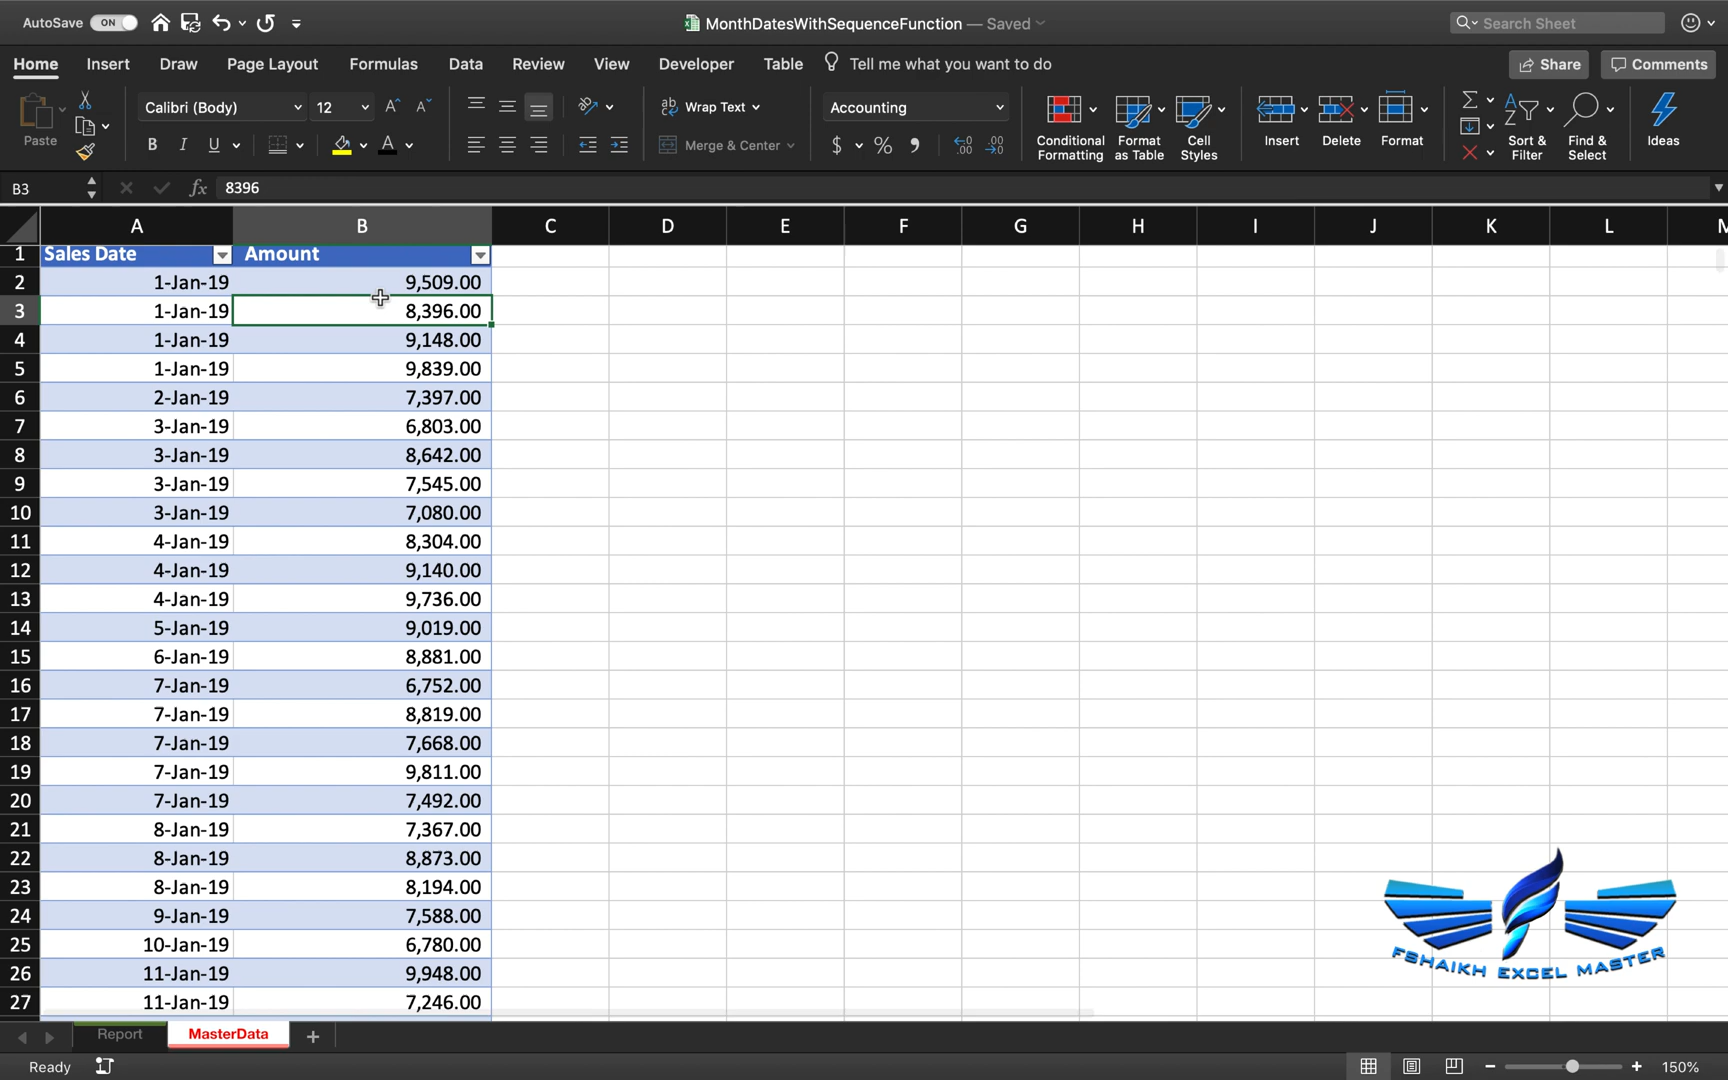 AutoSave ON MonthDatesWithSequenceFunction — Saved Search Sheet
Home Insert Draw Page Layout Formulas Data Review View Developer Table Tell me what you want to do Share Comments
Paste Calibri (Body) 12 Wrap Text Accounting
B I U A Merge & Center $ % Conditional Formatting Format as Table Cell Styles Insert Delete Format Sort & Filter Find & Select Ideas
B3 fx 8396
A B C D E F G H I J K L M
1 Sales Date Amount
2 1-Jan-19 9,509.00
3 1-Jan-19 8,396.00
4 1-Jan-19 9,148.00
5 1-Jan-19 9,839.00
6 2-Jan-19 7,397.00
7 3-Jan-19 6,803.00
8 3-Jan-19 8,642.00
9 3-Jan-19 7,545.00
10 3-Jan-19 7,080.00
11 4-Jan-19 8,304.00
12 4-Jan-19 9,140.00
13 4-Jan-19 9,736.00
14 5-Jan-19 9,019.00
15 6-Jan-19 8,881.00
16 7-Jan-19 6,752.00
17 7-Jan-19 8,819.00
18 7-Jan-19 7,668.00
19 7-Jan-19 9,811.00
20 7-Jan-19 7,492.00
21 8-Jan-19 7,367.00
22 8-Jan-19 8,873.00
23 8-Jan-19 8,194.00
24 9-Jan-19 7,588.00
25 10-Jan-19 6,780.00
26 11-Jan-19 9,948.00
27 11-Jan-19 7,246.00
FSHAIKH EXCEL MASTER
Report MasterData
Ready 150%